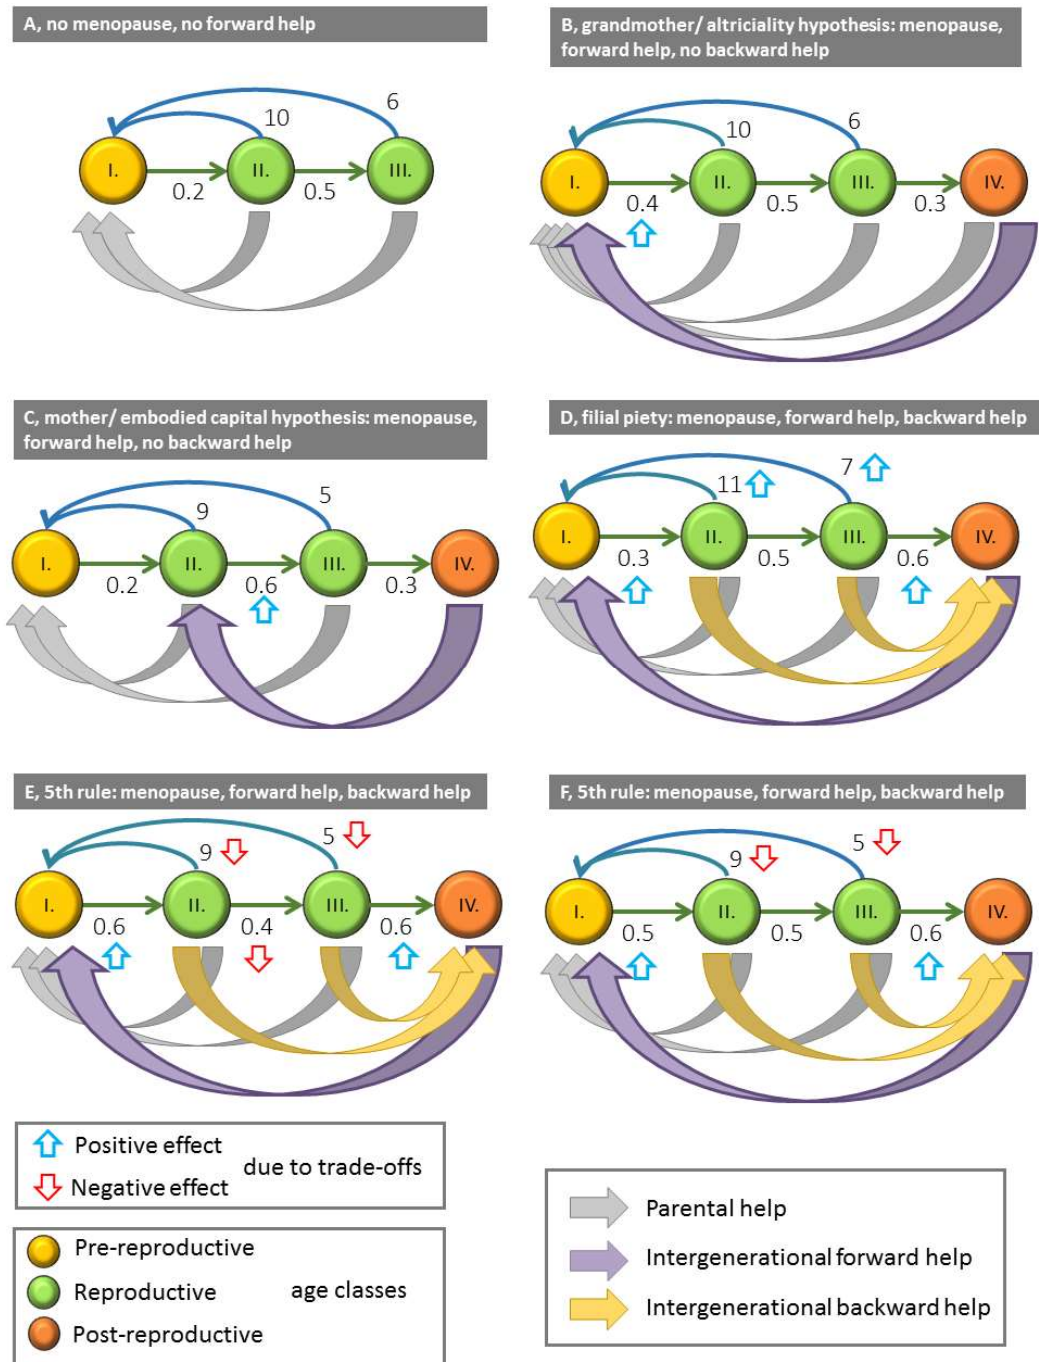 A, no menopause, no forward help
6
10
I.
II.
III.
0.2
0.5
B, grandmother/ altriciality hypothesis: menopause,
forward help, no backward help
10
6
I.
II.
III.
IV.
0.4
0.5
0.3
C, mother/ embodied capital hypothesis: menopause,
forward help, no backward help
9
5
I.
II.
III.
IV.
0.2
0.6
0.3
D, filial piety: menopause, forward help, backward help
11
7
I.
II.
III.
IV.
0.3
0.5
0.6
E, 5th rule: menopause, forward help, backward help
9
5
I.
II.
III.
IV.
0.6
0.4
0.6
F, 5th rule: menopause, forward help, backward help
9
5
I.
II.
III.
IV.
0.5
0.5
0.6
Positive effect
due to trade-offs
Negative effect
Pre-reproductive
Reproductive
age classes
Post-reproductive
Parental help
Intergenerational forward help
Intergenerational backward help